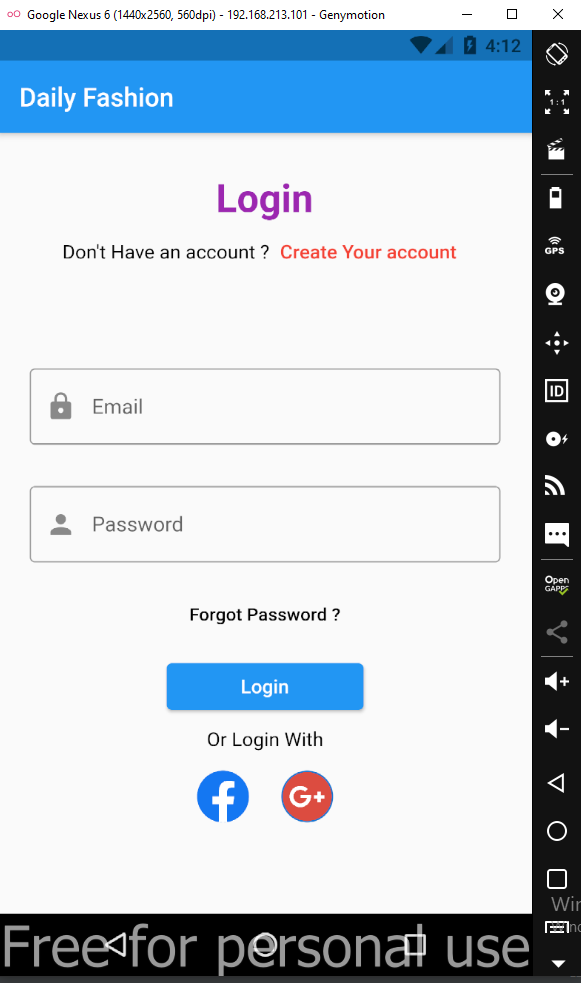 Google Nexus 6 (1440x2560, 560dpi) - 192.168.213.101 - Genymotion
4:12
Daily Fashion
1 : 1
Login
GPS
Don't Have an account ? Create Your account
ID
Email
Password
Open
GAPPS
Forgot Password ?
Login
Or Login With
G+
Win
Free for personal use